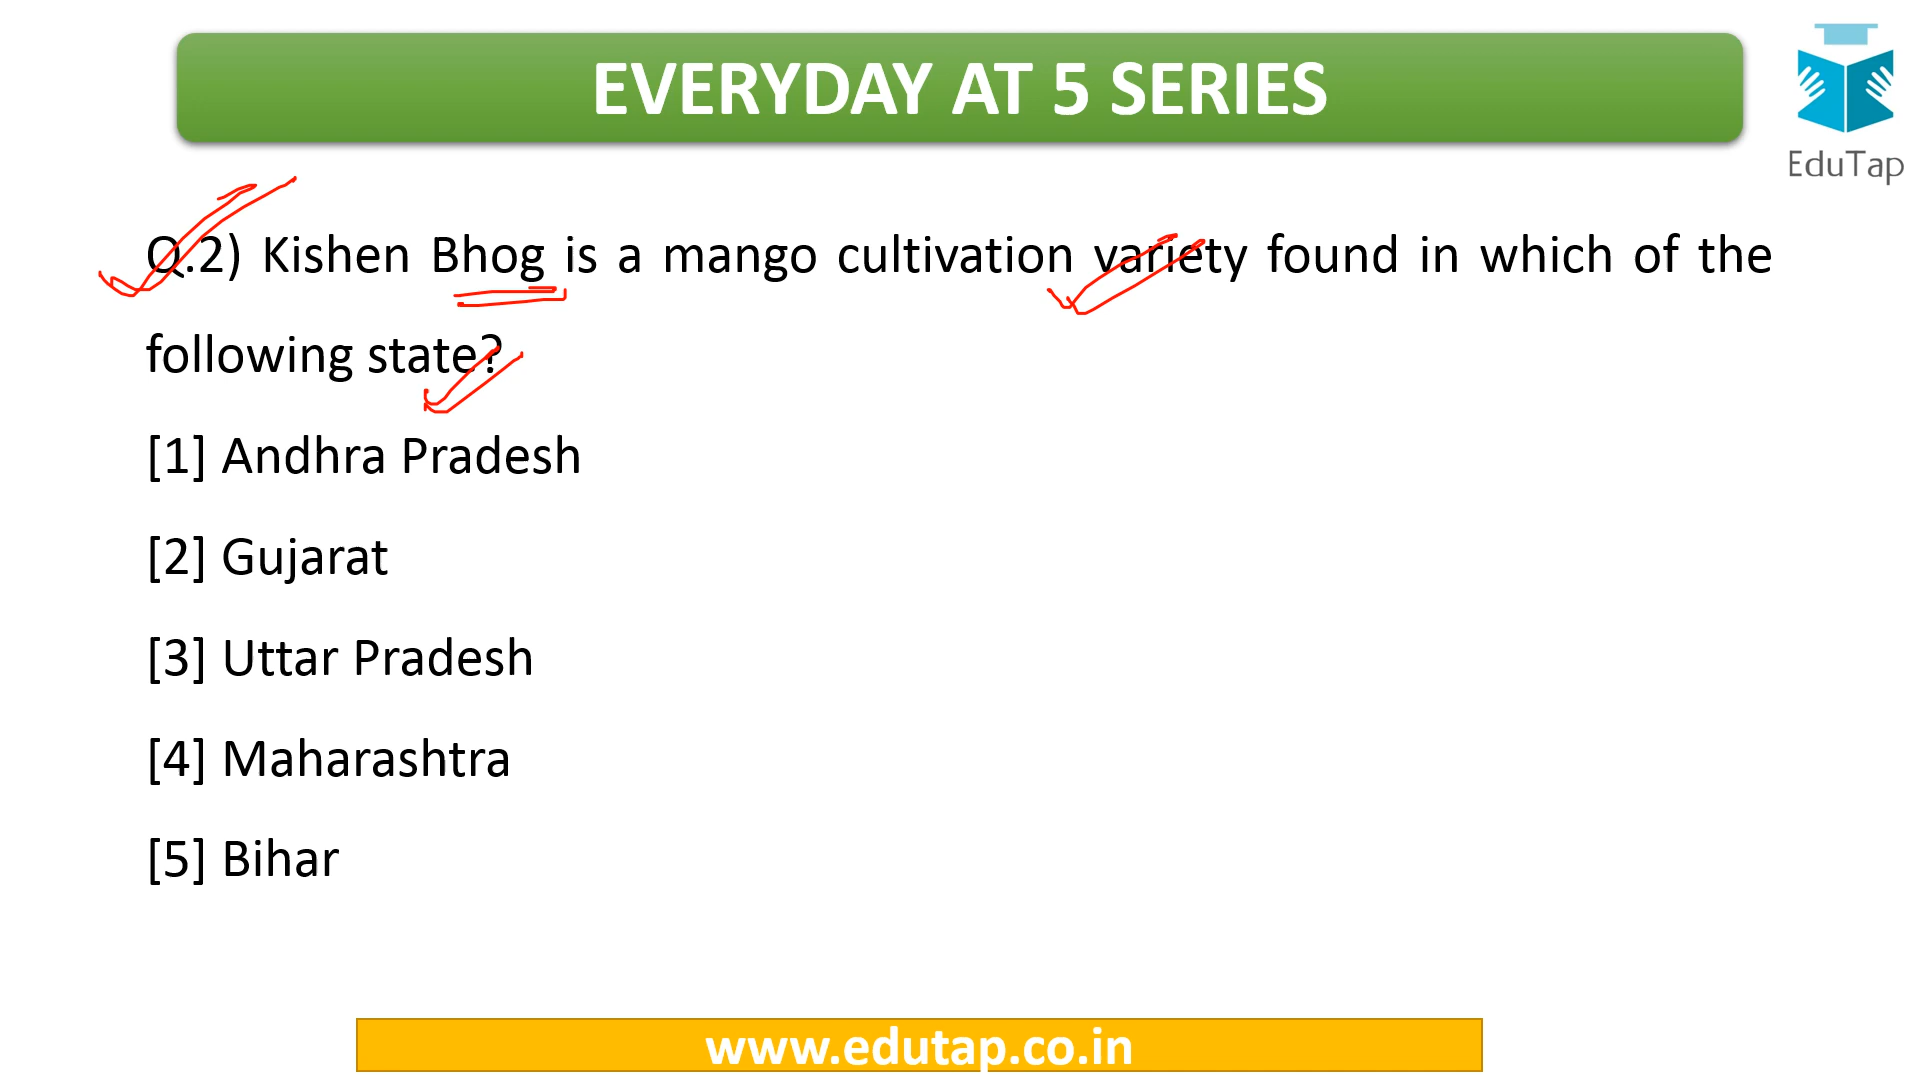 EVERYDAY AT 5 SERIES
EduTap
Q.2) Kishen Bhog is a mango cultivation variety found in which of the
following state?
[1] Andhra Pradesh
[2] Gujarat
[3] Uttar Pradesh
[4] Maharashtra
[5] Bihar
www.edutap.co.in